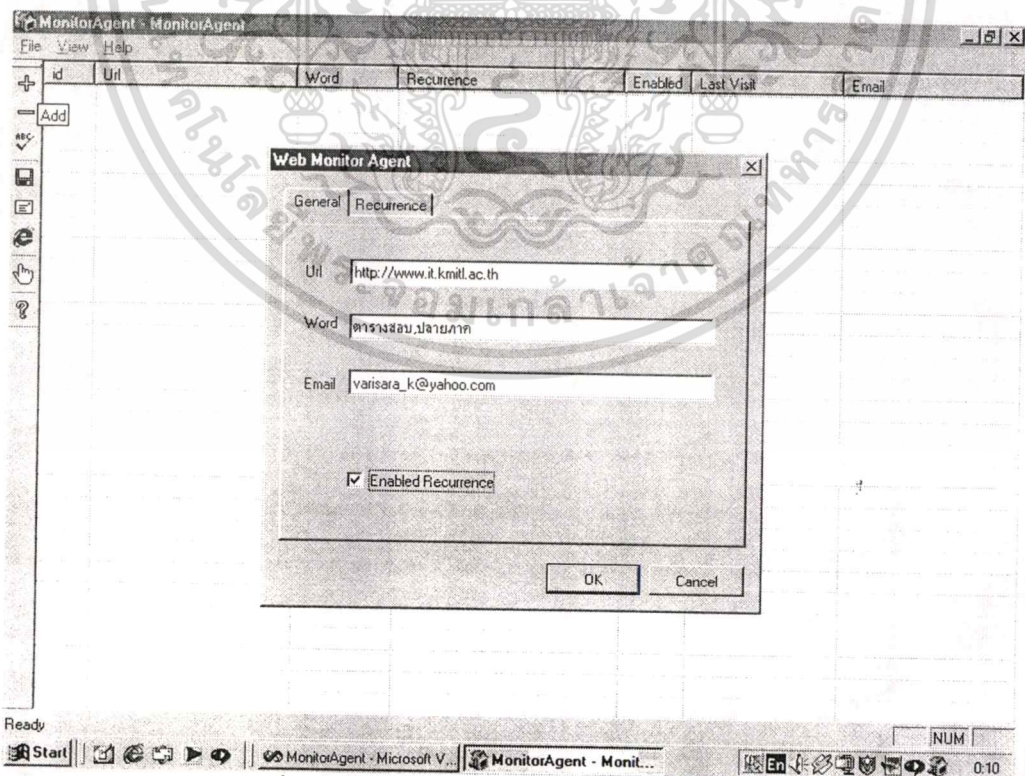 MonitorAgent - MonitorAgent
File View Help
id Url Word Recurrence Enabled Last Visit Email
Add
ABC
Web Monitor Agent
General Recurrence
Url http://www.it.kmitl.ac.th
Word ตารางสอบ,ปลายภาค
Email varisara_k@yahoo.com
Enabled Recurrence
OK Cancel
Ready
NUM
Start MonitorAgent - Microsoft V... MonitorAgent - Monit... En 0:10